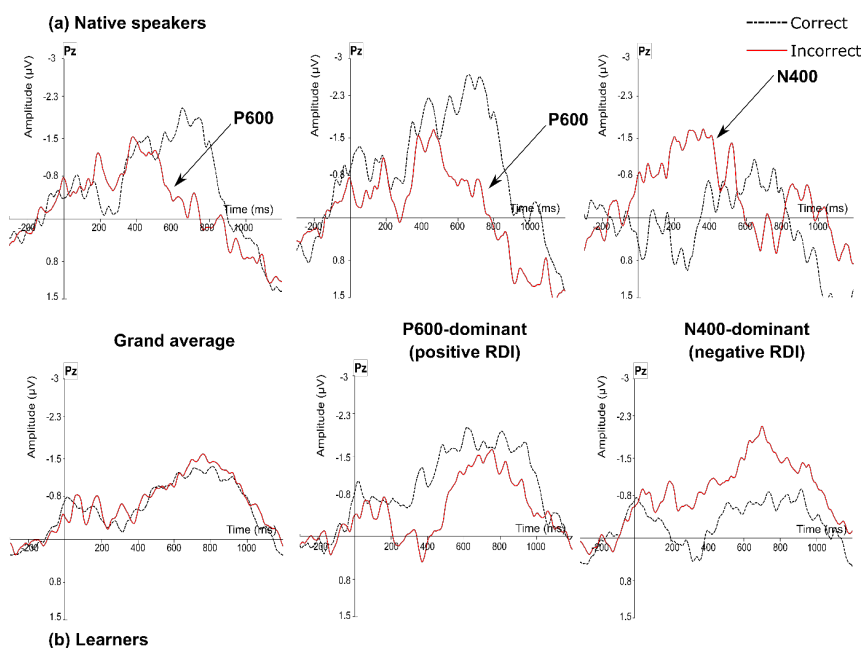 (a) Native speakers
Correct
Incorrect
Pz
-3
-2.3
-1.5
-0.8
0.8
1.5
Amplitude (µV)
P600
Time (ms)
-200
200
400
600
800
1000
Pz
-3
-2.3
-1.5
-0.8
0.8
1.5
Amplitude (µV)
P600
Time (ms)
-200
200
400
600
800
1000
Pz
-3
-2.3
-1.5
-0.8
0.8
1.5
Amplitude (µV)
N400
Time (ms)
-200
200
400
600
800
1000
Grand average
P600-dominant
(positive RDI)
N400-dominant
(negative RDI)
Pz
-3
-2.3
-1.5
-0.8
0.8
1.5
Amplitude (µV)
Time (ms)
-200
200
400
600
800
1000
Pz
-3
-2.3
-1.5
-0.8
0.8
1.5
Amplitude (µV)
Time (ms)
-200
200
400
600
800
1000
Pz
-3
-2.3
-1.5
-0.8
0.8
1.5
Amplitude (µV)
Time (ms)
-200
200
400
600
800
1000
(b) Learners